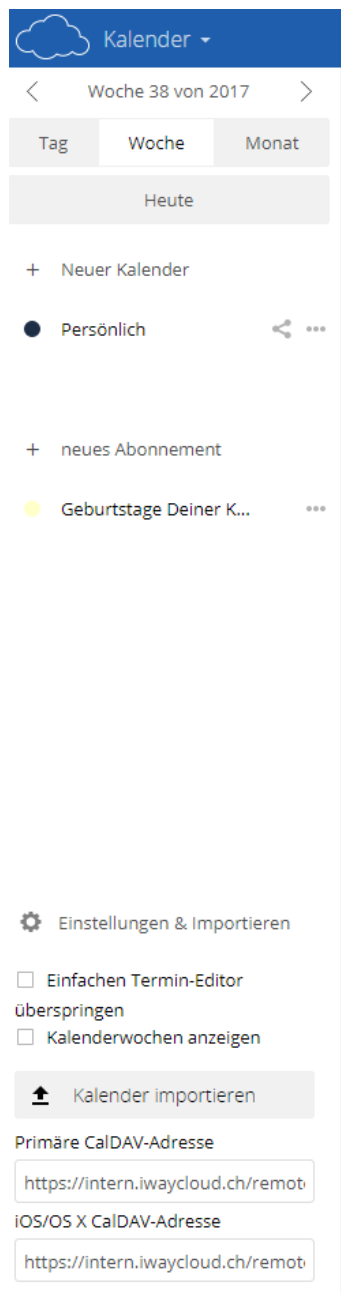 Kalender
Woche 38 von 2017
Tag Woche Monat
Heute
+ Neuer Kalender
Persönlich
+ neues Abonnement
Geburtstage Deiner K...
Einstellungen & Importieren
Einfachen Termin-Editor
überspringen
Kalenderwochen anzeigen
Kalender importieren
Primäre CalDAV-Adresse
https://intern.iwaycloud.ch/remot
iOS/OS X CalDAV-Adresse
https://intern.iwaycloud.ch/remot